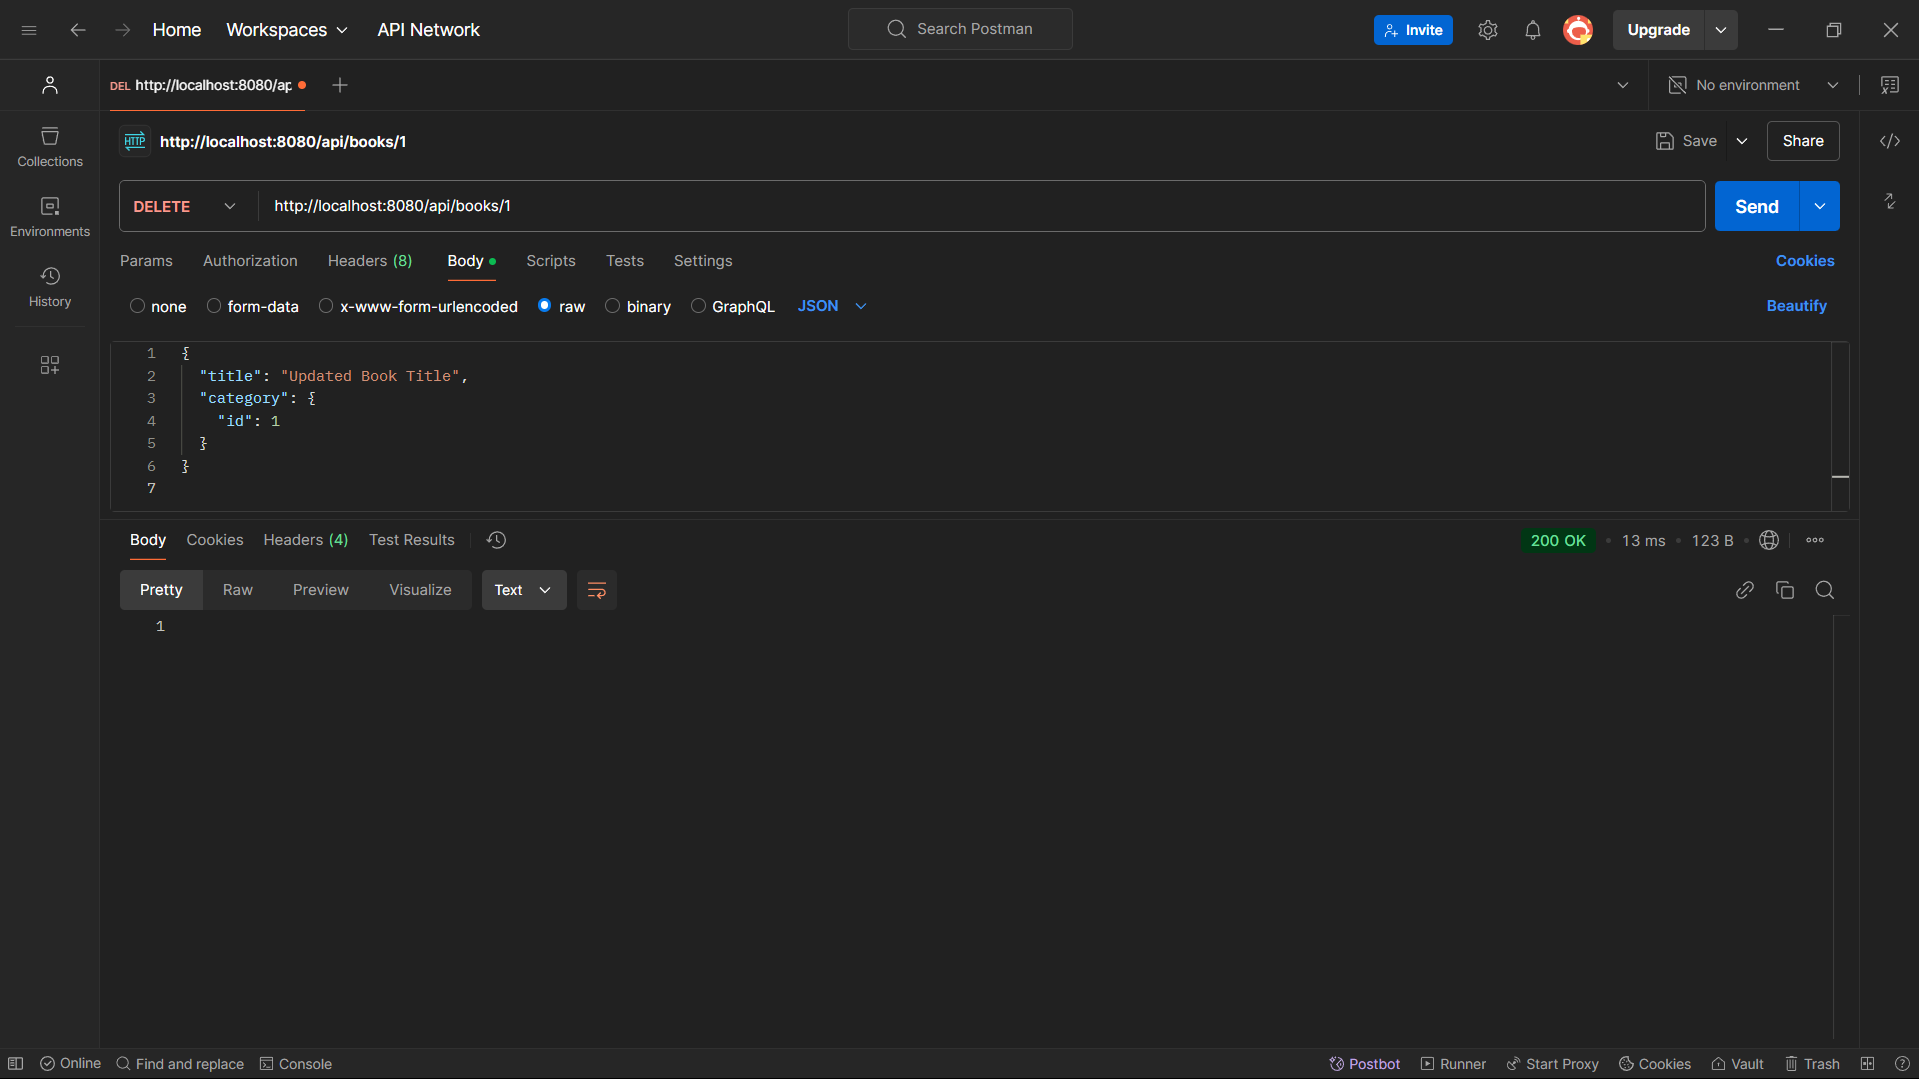 Home Workspaces API Network Search Postman Invite Upgrade
DEL http://localhost:8080/ap No environment
HTTP http://localhost:8080/api/books/1 Save Share
Collections
DELETE http://localhost:8080/api/books/1 Send
Environments
Params Authorization Headers (8) Body Scripts Tests Settings Cookies
History
none form-data x-www-form-urlencoded raw binary GraphQL JSON Beautify
1 {
2 "title": "Updated Book Title",
3 "category": {
4 "id": 1
5 }
6 }
7
Body Cookies Headers (4) Test Results 200 OK • 13 ms • 123 B •
Pretty Raw Preview Visualize Text
1
Online Find and replace Console Postbot Runner Start Proxy Cookies Vault Trash